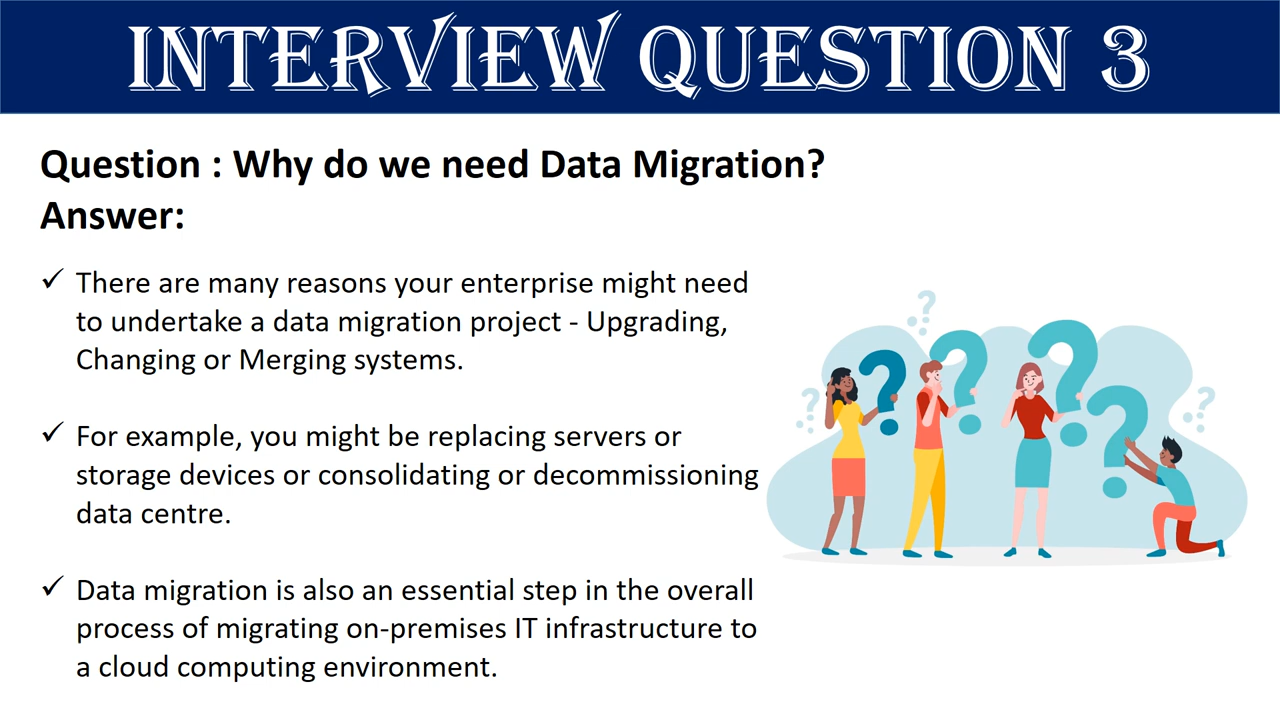 INTERVIEW QUESTION 3
Question : Why do we need Data Migration?
Answer:
✓ There are many reasons your enterprise might need
to undertake a data migration project - Upgrading,
Changing or Merging systems.
✓ For example, you might be replacing servers or
storage devices or consolidating or decommissioning
data centre.
✓ Data migration is also an essential step in the overall
process of migrating on-premises IT infrastructure to
a cloud computing environment.